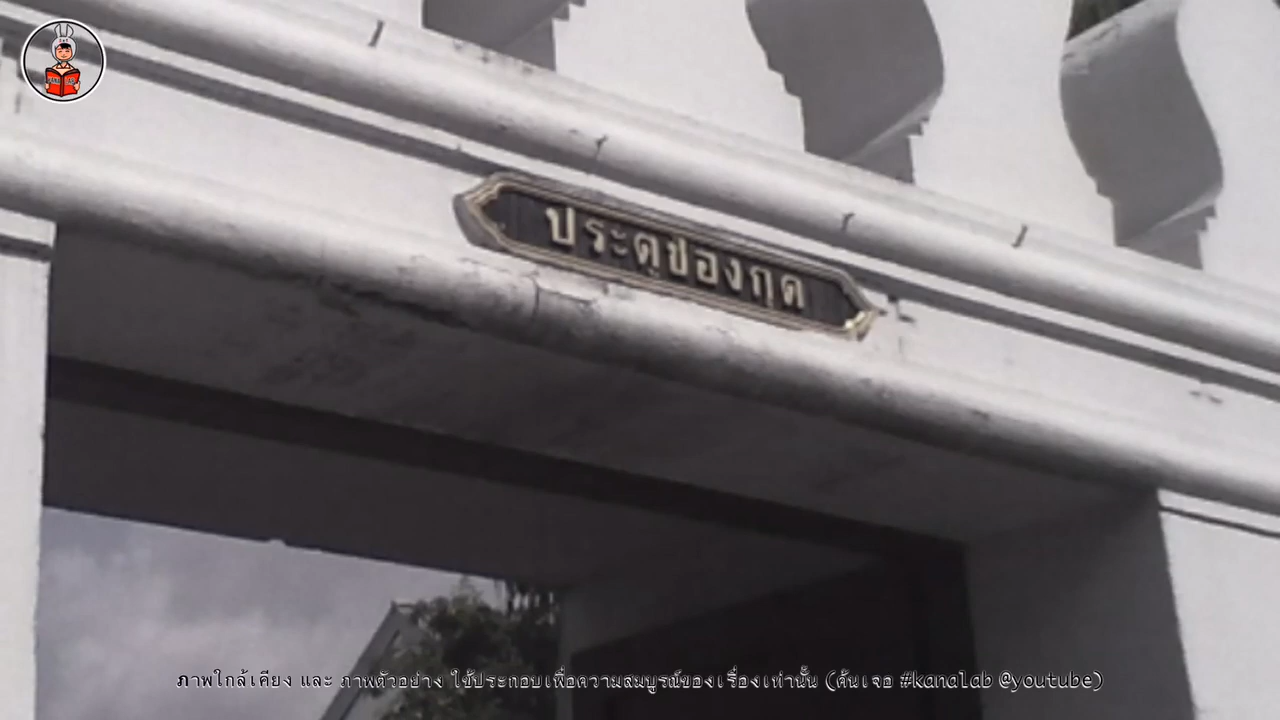 ประตูช่องกุด
ภาพใกล้เคียง และ ภาพตัวอย่าง ใช้ประกอบเพื่อความสมบูรณ์ของเรื่องเท่านั้น (ค้นเจอ #kanalab @youtube)